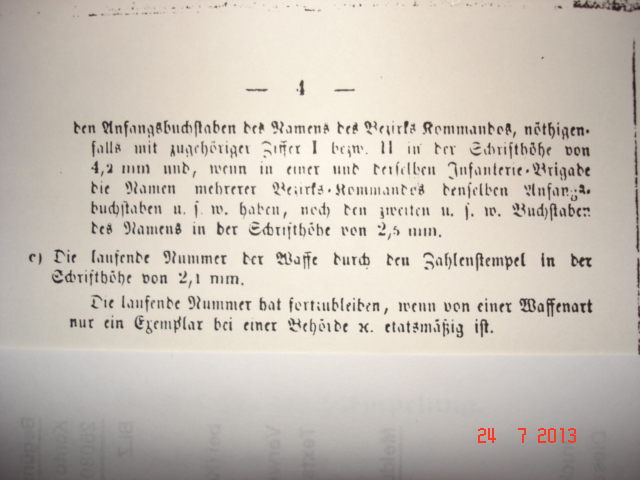 — 4 —
den Anfangsbuchstaben des Namens des Bezirks Kommandos, nöthigen-
falls mit zugehöriger Ziffer I bezw. II in der Schrifthöhe von
4,2 mm und, wenn in einer und derselben Infanterie-Brigade
die Namen mehrerer Bezirks-Kommandos denselben Anfangs-
buchstaben u. s. w. haben, noch den zweiten u. s. w. Buchstaben
des Namens in der Schrifthöhe von 2,5 mm.
c) Die laufende Nummer der Waffe durch den Zahlenstempel in der
Schrifthöhe von 2,1 mm.
Die laufende Nummer hat fortzubleiben, wenn von einer Waffenart
nur ein Exemplar bei einer Behörde ꝛc. etatsmäßig ist.
24 7 2013